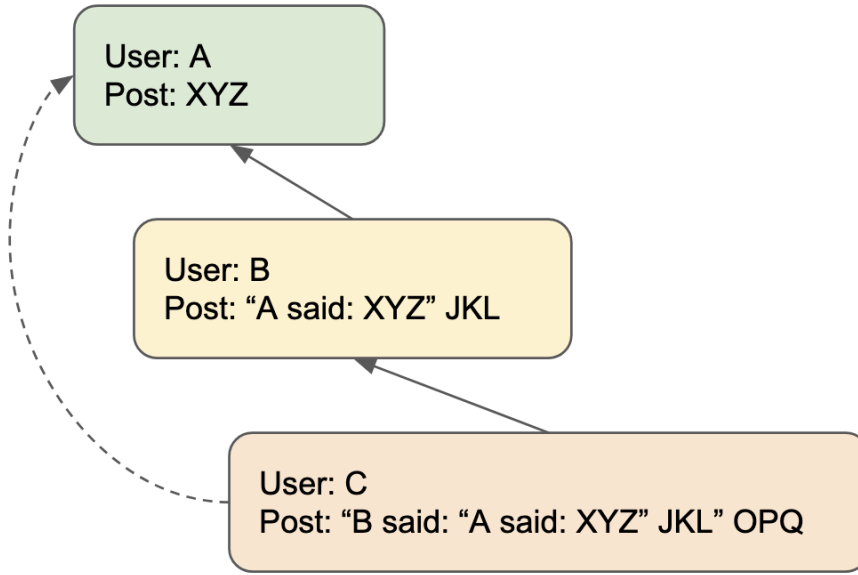 User: A
Post: XYZ
User: B
Post: “A said: XYZ” JKL
User: C
Post: “B said: “A said: XYZ” JKL” OPQ